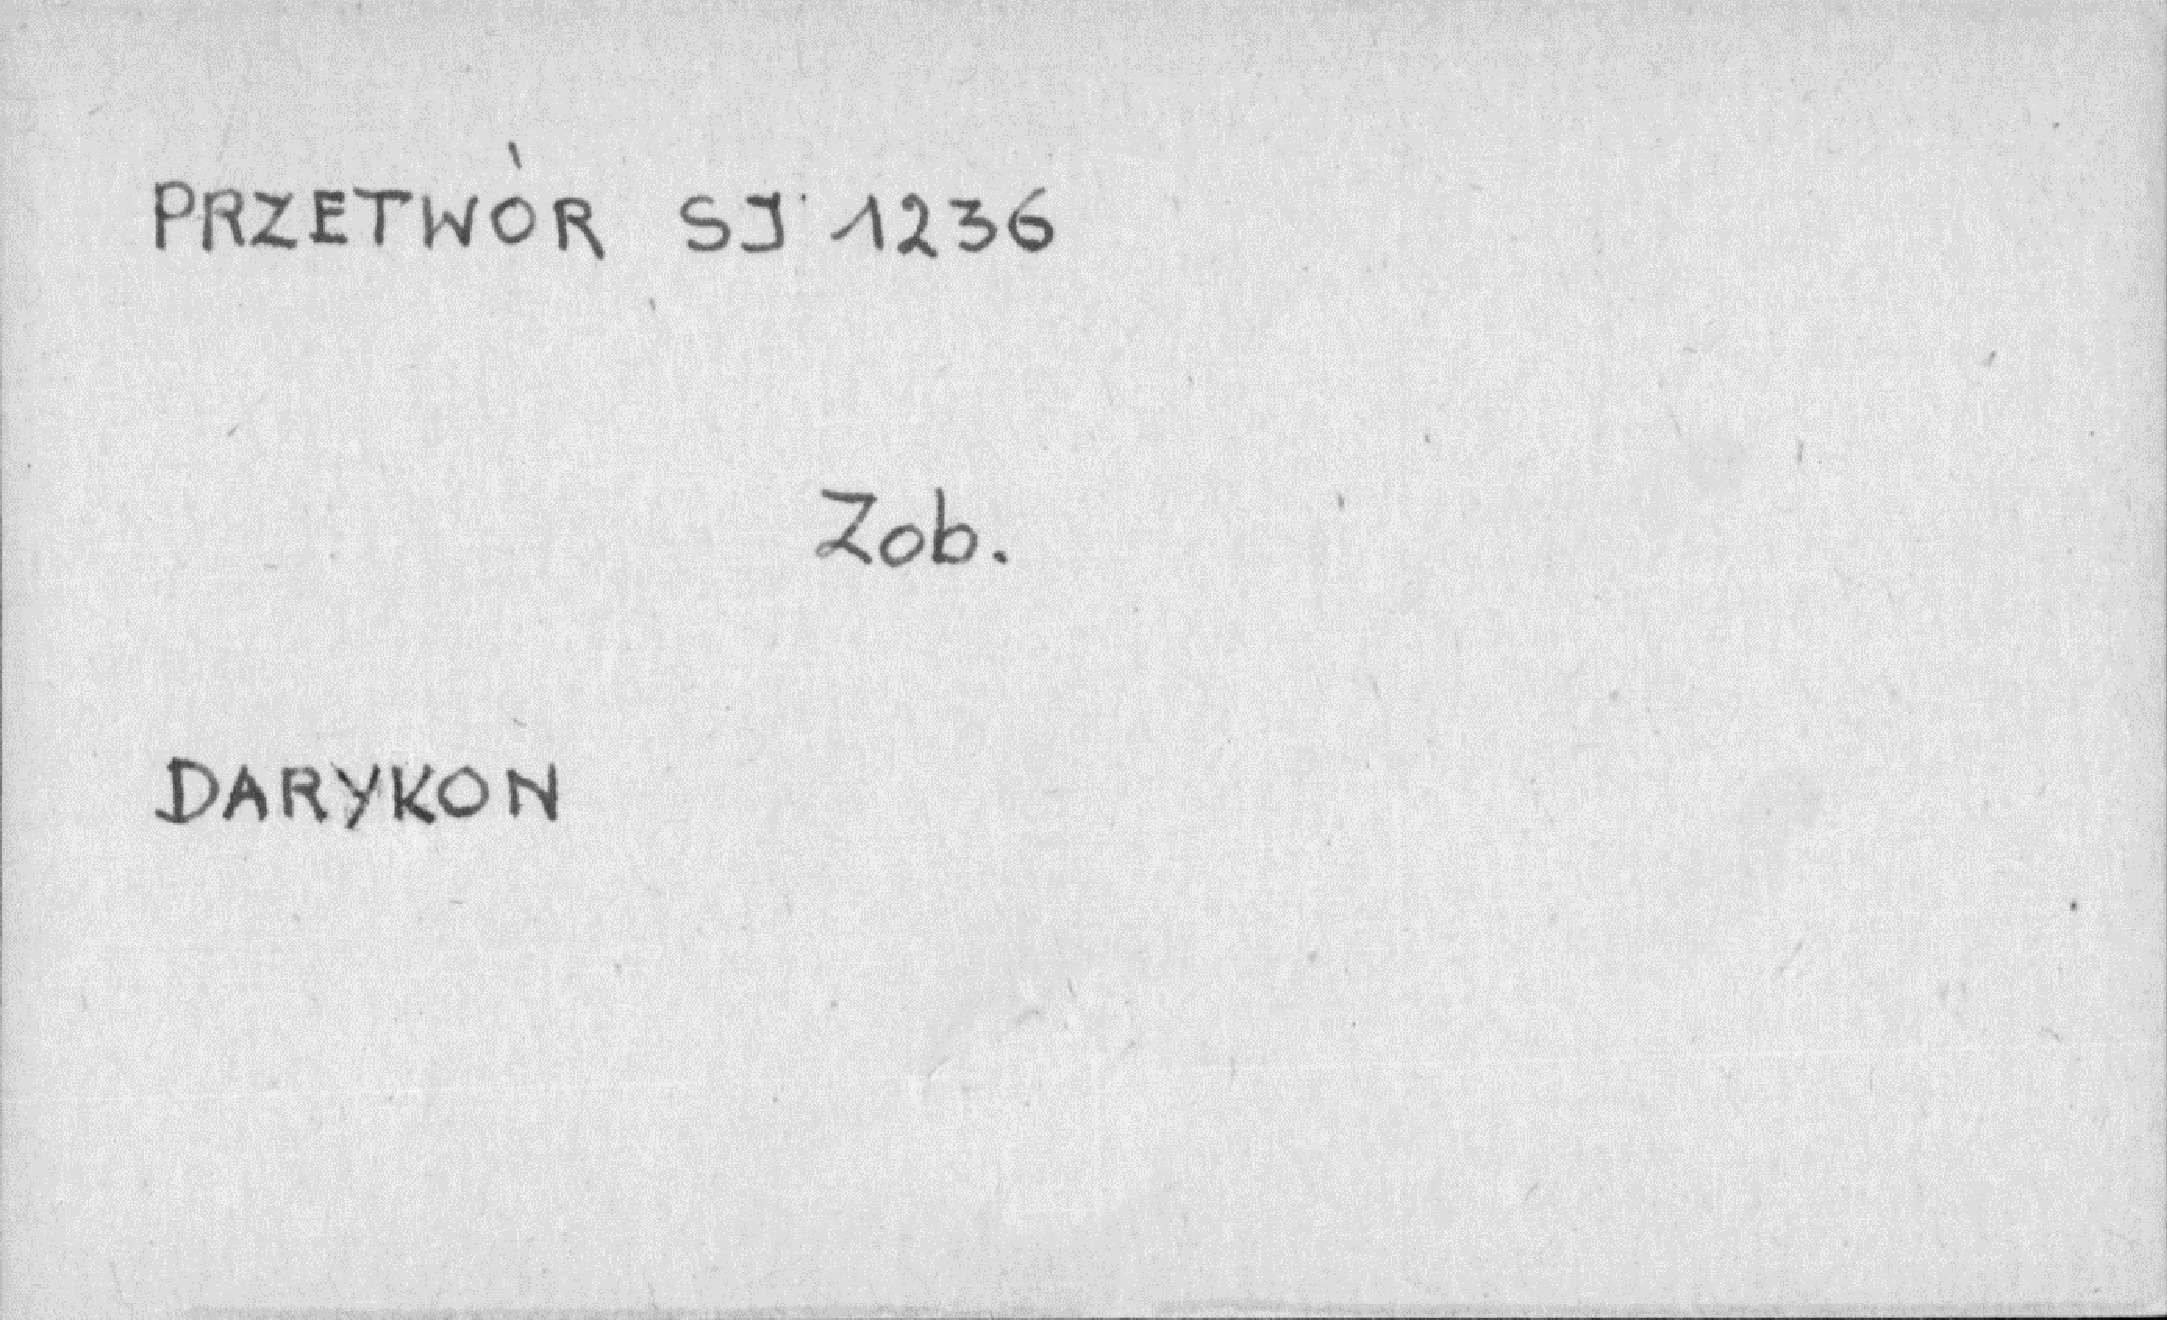 PRZETWÓR SJ 1236
Zob.
DARYKON